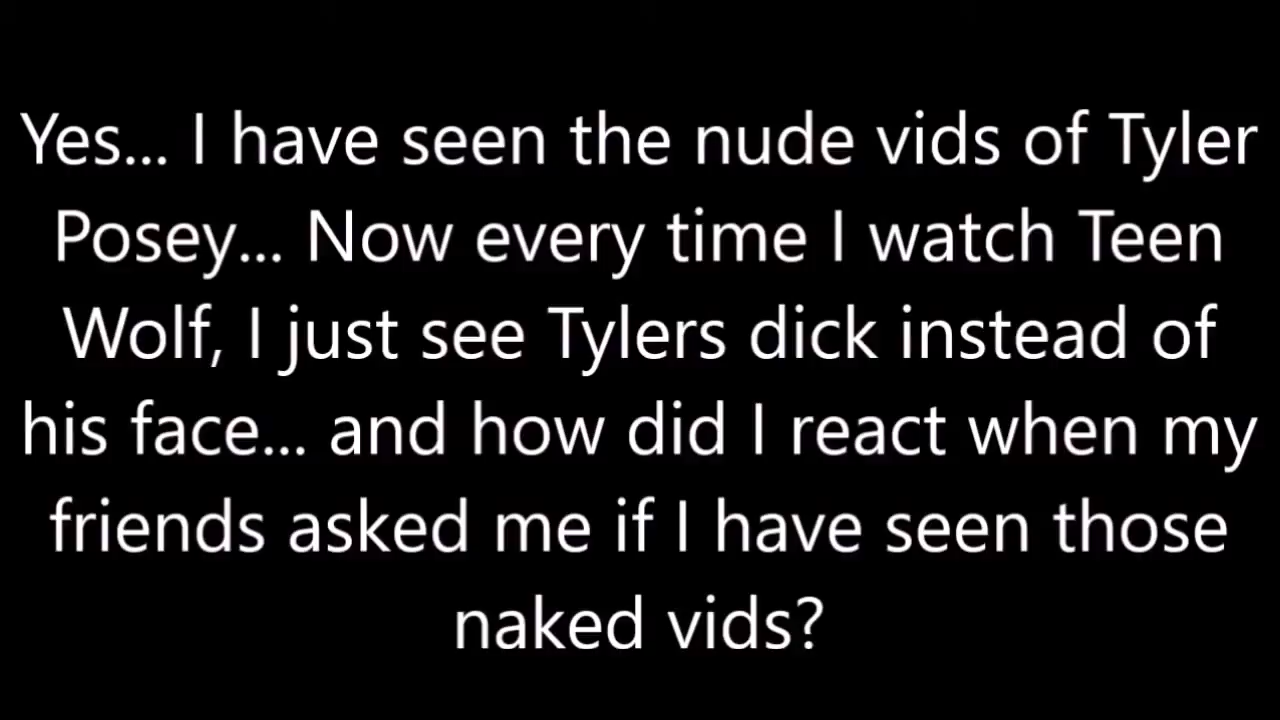 Yes... I have seen the nude vids of Tyler
Posey... Now every time I watch Teen
Wolf, I just see Tylers dick instead of
his face... and how did I react when my
friends asked me if I have seen those
naked vids?